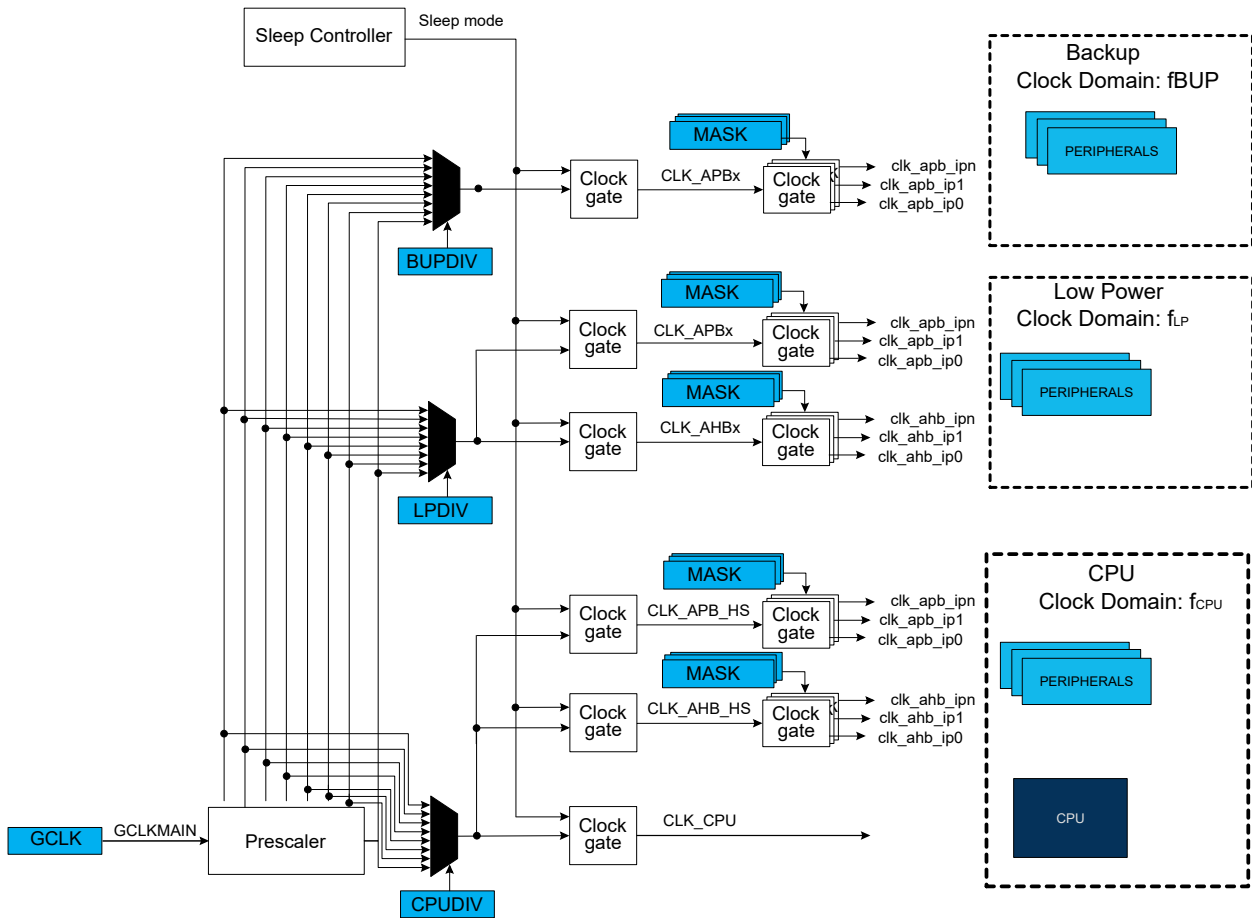 Sleep mode
Sleep Controller
Backup
Clock Domain: fBUP
PERIPHERALS
MASK
Clock
gate
CLK_APBx
Clock
gate
clk_apb_ipn
clk_apb_ip1
clk_apb_ip0
BUPDIV
Low Power
Clock Domain: fLP
PERIPHERALS
MASK
Clock
gate
CLK_APBx
Clock
gate
clk_apb_ipn
clk_apb_ip1
clk_apb_ip0
MASK
Clock
gate
CLK_AHBx
Clock
gate
clk_ahb_ipn
clk_ahb_ip1
clk_ahb_ip0
LPDIV
CPU
Clock Domain: fCPU
PERIPHERALS
MASK
Clock
gate
CLK_APB_HS
Clock
gate
clk_apb_ipn
clk_apb_ip1
clk_apb_ip0
MASK
Clock
gate
CLK_AHB_HS
Clock
gate
clk_ahb_ipn
clk_ahb_ip1
clk_ahb_ip0
CPU
GCLK
GCLKMAIN
Prescaler
Clock
gate
CLK_CPU
CPUDIV